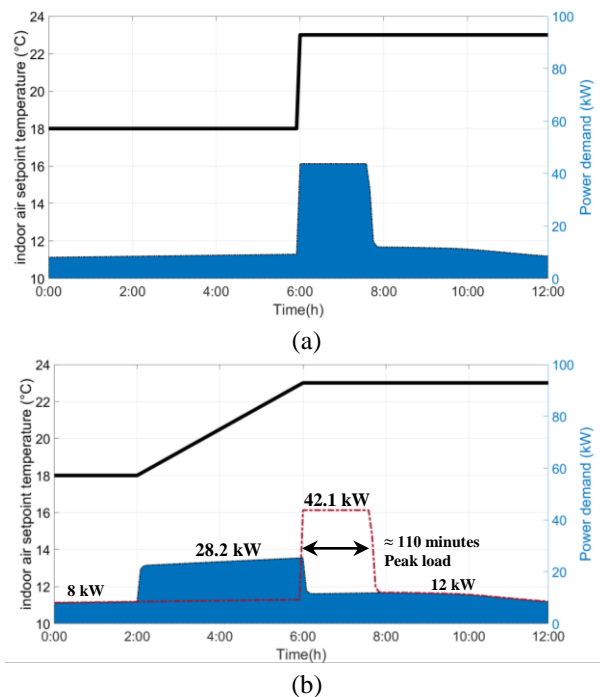 24
22
20
18
16
14
12
10
indoor air setpoint temperature (°C)
100
80
60
40
20
0
Power demand (kW)
0:00 2:00 4:00 6:00 8:00 10:00 12:00
Time(h)
(a)
24
22
20
18
16
14
12
10
indoor air setpoint temperature (°C)
100
80
60
40
20
0
Power demand (kW)
42.1 kW
≈ 110 minutes
Peak load
28.2 kW
8 kW
12 kW
0:00 2:00 4:00 6:00 8:00 10:00 12:00
Time(h)
(b)